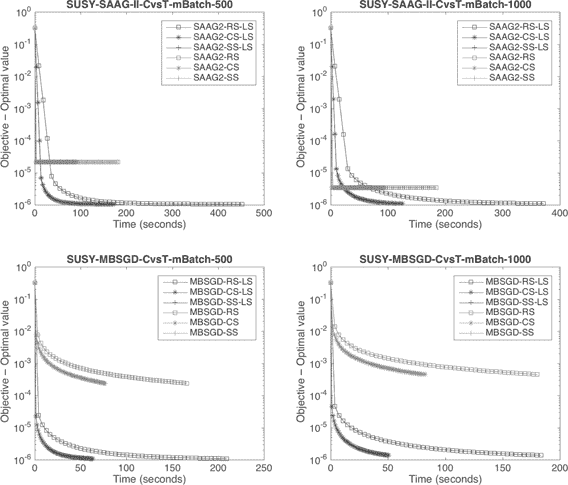 SUSY-SAAG-II-CvsT-mBatch-500
Objective − Optimal value
10^0
10^-1
10^-2
10^-3
10^-4
10^-5
10^-6
SAAG2-RS-LS
SAAG2-CS-LS
SAAG2-SS-LS
SAAG2-RS
SAAG2-CS
SAAG2-SS
0 100 200 300 400 500
Time (seconds)
SUSY-SAAG-II-CvsT-mBatch-1000
Objective − Optimal value
10^0
10^-1
10^-2
10^-3
10^-4
10^-5
10^-6
SAAG2-RS-LS
SAAG2-CS-LS
SAAG2-SS-LS
SAAG2-RS
SAAG2-CS
SAAG2-SS
0 100 200 300 400
Time (seconds)
SUSY-MBSGD-CvsT-mBatch-500
Objective − Optimal value
10^0
10^-1
10^-2
10^-3
10^-4
10^-5
10^-6
MBSGD-RS-LS
MBSGD-CS-LS
MBSGD-SS-LS
MBSGD-RS
MBSGD-CS
MBSGD-SS
0 50 100 150 200 250
Time (seconds)
SUSY-MBSGD-CvsT-mBatch-1000
Objective − Optimal value
10^0
10^-1
10^-2
10^-3
10^-4
10^-5
10^-6
MBSGD-RS-LS
MBSGD-CS-LS
MBSGD-SS-LS
MBSGD-RS
MBSGD-CS
MBSGD-SS
0 50 100 150 200
Time (seconds)